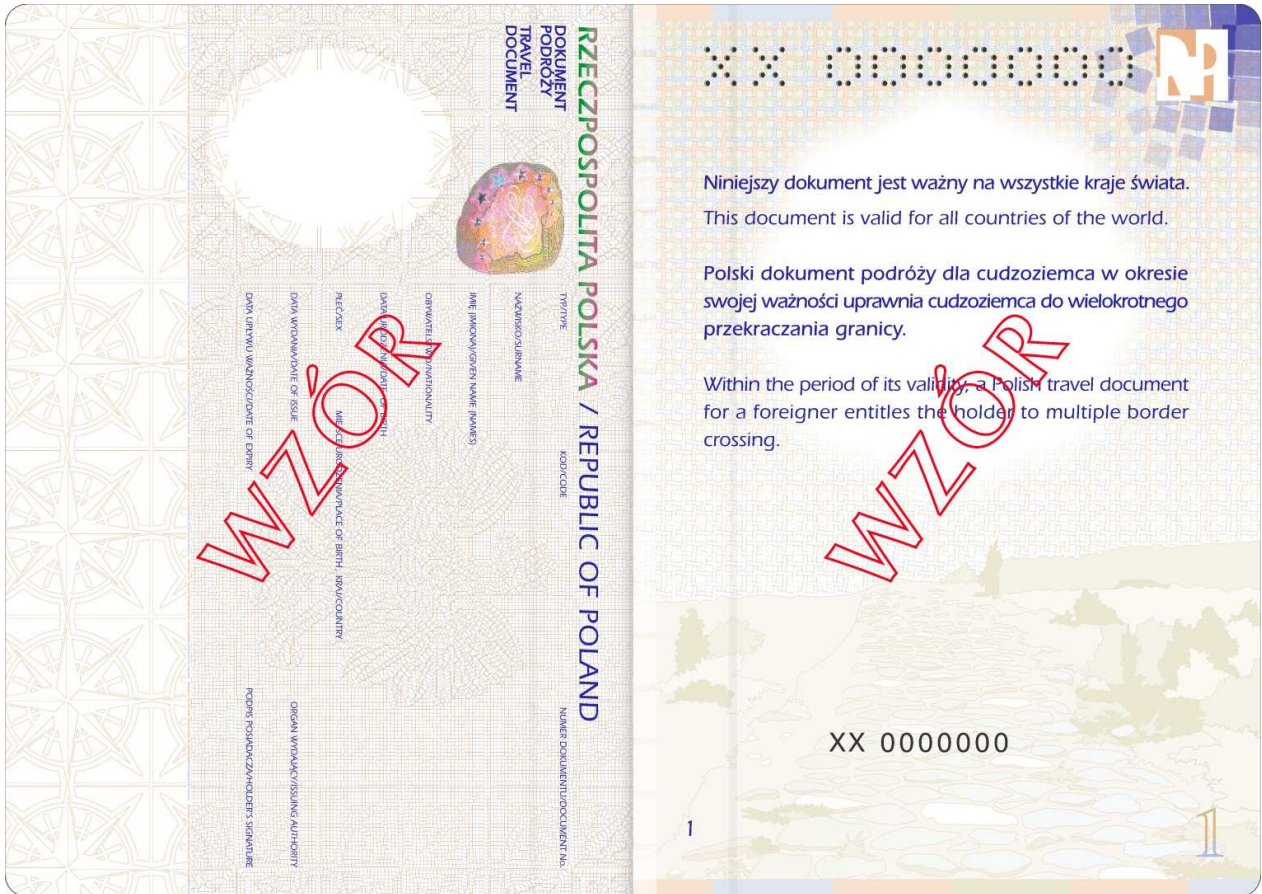 RZECZPOSPOLITA POLSKA / REPUBLIC OF POLAND
DOKUMENT
PODRÓŻY
TRAVEL
DOCUMENT
TYP/TYPE
KOD/CODE
NUMER DOKUMENTU/DOCUMENT No.
NAZWISKO/SURNAME
IMIĘ (IMIONA)/GIVEN NAME (NAMES)
OBYWATELSTWO/NATIONALITY
DATA URODZENIA/DATE OF BIRTH
PŁEĆ/SEX
MIEJSCE URODZENIA/PLACE OF BIRTH, KRAJ/COUNTRY
DATA WYDANIA/DATE OF ISSUE
ORGAN WYDAJĄCY/ISSUING AUTHORITY
DATA UPŁYWU WAŻNOŚCI/DATE OF EXPIRY
PODPIS POSIADACZA/HOLDER'S SIGNATURE
WZÓR
XX 0000000
Niniejszy dokument jest ważny na wszystkie kraje świata.
This document is valid for all countries of the world.
Polski dokument podróży dla cudzoziemca w okresie
swojej ważności uprawnia cudzoziemca do wielokrotnego
przekraczania granicy.
Within the period of its validity, a Polish travel document
for a foreigner entitles the holder to multiple border
crossing.
WZÓR
XX 0000000
1
1